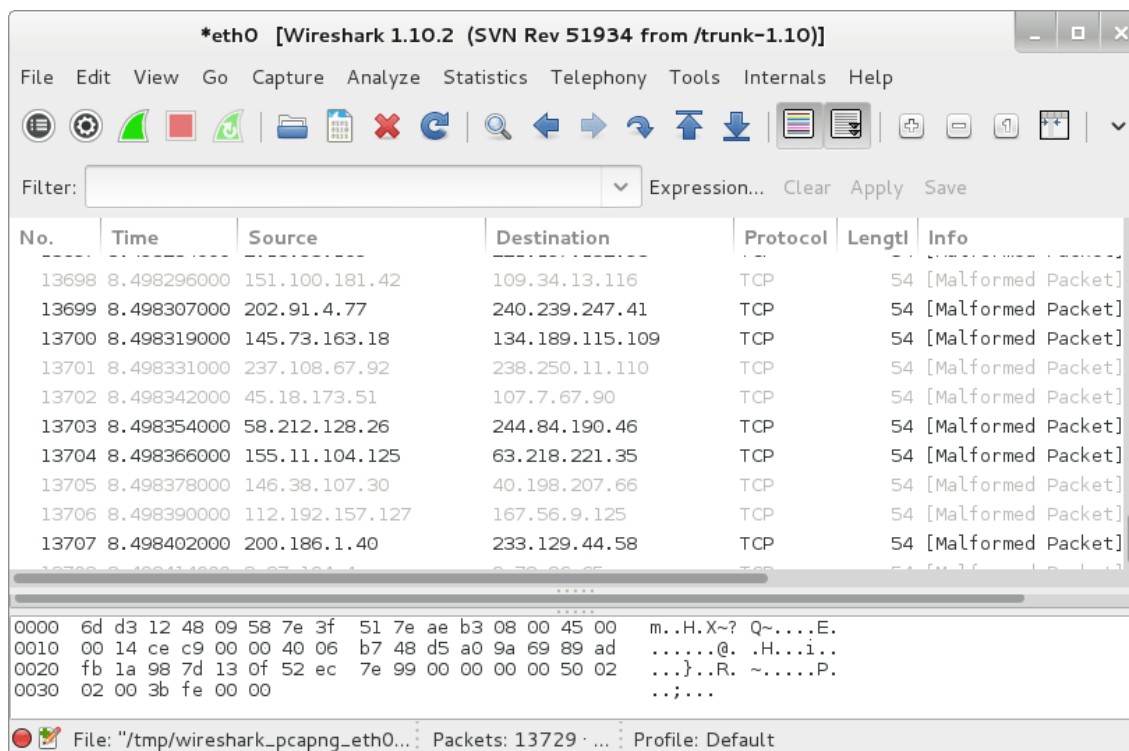 *eth0 [Wireshark 1.10.2 (SVN Rev 51934 from /trunk-1.10)]
File Edit View Go Capture Analyze Statistics Telephony Tools Internals Help
Filter: Expression... Clear Apply Save
No. Time Source Destination Protocol Lengtl Info
13698 8.498296000 151.100.181.42 109.34.13.116 TCP 54 [Malformed Packet]
13699 8.498307000 202.91.4.77 240.239.247.41 TCP 54 [Malformed Packet]
13700 8.498319000 145.73.163.18 134.189.115.109 TCP 54 [Malformed Packet]
13701 8.498331000 237.108.67.92 238.250.11.110 TCP 54 [Malformed Packet]
13702 8.498342000 45.18.173.51 107.7.67.90 TCP 54 [Malformed Packet]
13703 8.498354000 58.212.128.26 244.84.190.46 TCP 54 [Malformed Packet]
13704 8.498366000 155.11.104.125 63.218.221.35 TCP 54 [Malformed Packet]
13705 8.498378000 146.38.107.30 40.198.207.66 TCP 54 [Malformed Packet]
13706 8.498390000 112.192.157.127 167.56.9.125 TCP 54 [Malformed Packet]
13707 8.498402000 200.186.1.40 233.129.44.58 TCP 54 [Malformed Packet]
0000 6d d3 12 48 09 58 7e 3f 51 7e ae b3 08 00 45 00 m..H.X~? Q~....E.
0010 00 14 ce c9 00 00 40 06 b7 48 d5 a0 9a 69 89 ad ......@. .H...i..
0020 fb 1a 98 7d 13 0f 52 ec 7e 99 00 00 00 00 50 02 ...}..R. ~.....P.
0030 02 00 3b fe 00 00 ..;...
File: "/tmp/wireshark_pcapng_eth0... Packets: 13729 · ... Profile: Default